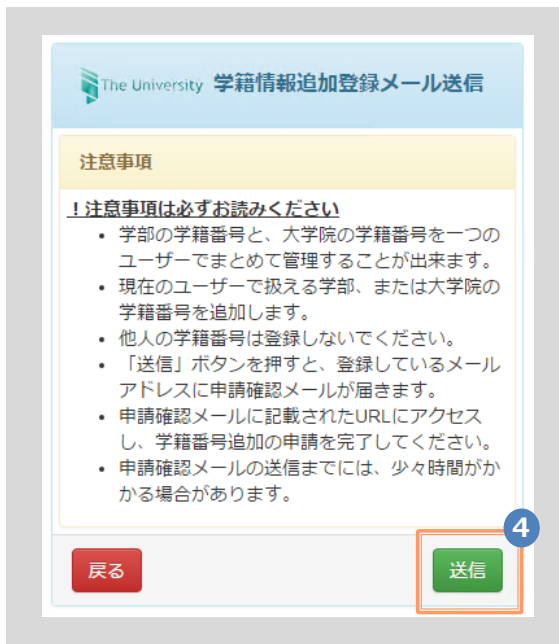 The University 学籍情報追加登録メール送信
注意事項
！注意事項は必ずお読みください
• 学部の学籍番号と、大学院の学籍番号を一つの
ユーザーでまとめて管理することが出来ます。
• 現在のユーザーで扱える学部、または大学院の
学籍番号を追加します。
• 他人の学籍番号は登録しないでください。
• 「送信」ボタンを押すと、登録しているメール
アドレスに申請確認メールが届きます。
• 申請確認メールに記載されたURLにアクセス
し、学籍番号追加の申請を完了してください。
• 申請確認メールの送信までには、少々時間がか
かる場合があります。
4
戻る 送信